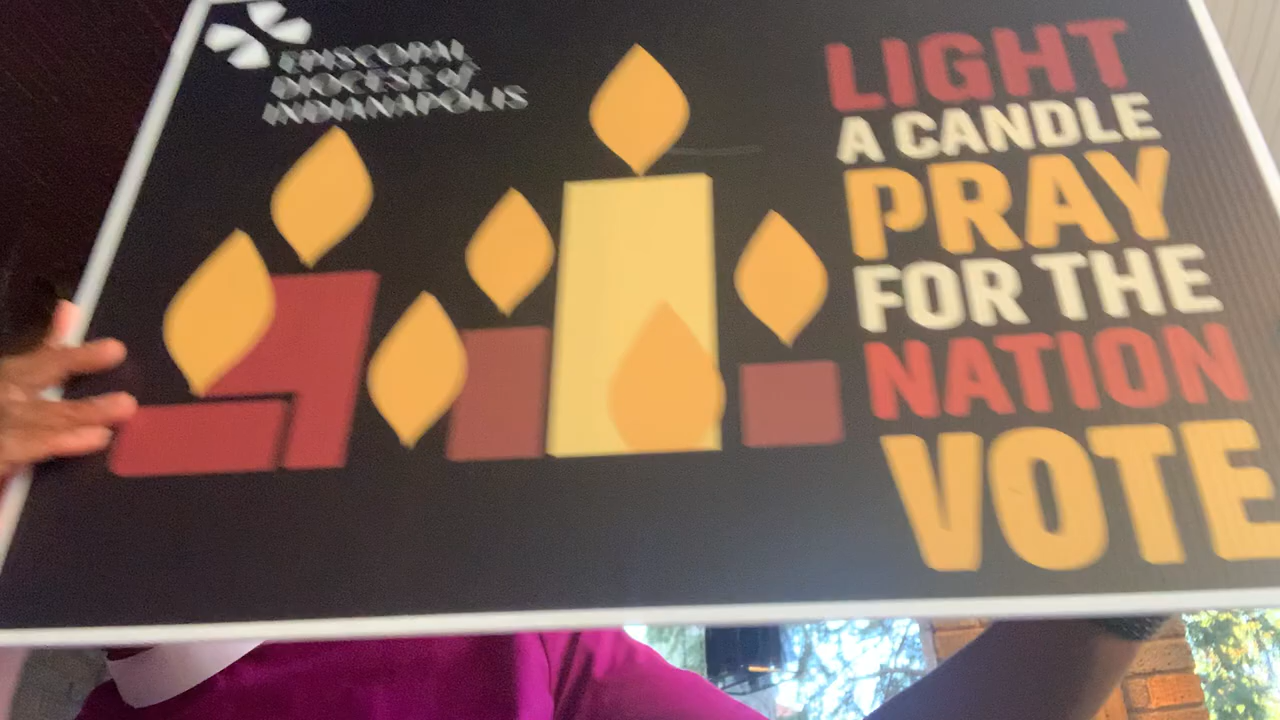 EPISCOPAL
DIOCESE of
INDIANAPOLIS
LIGHT
A CANDLE
PRAY
FOR THE
NATION
VOTE